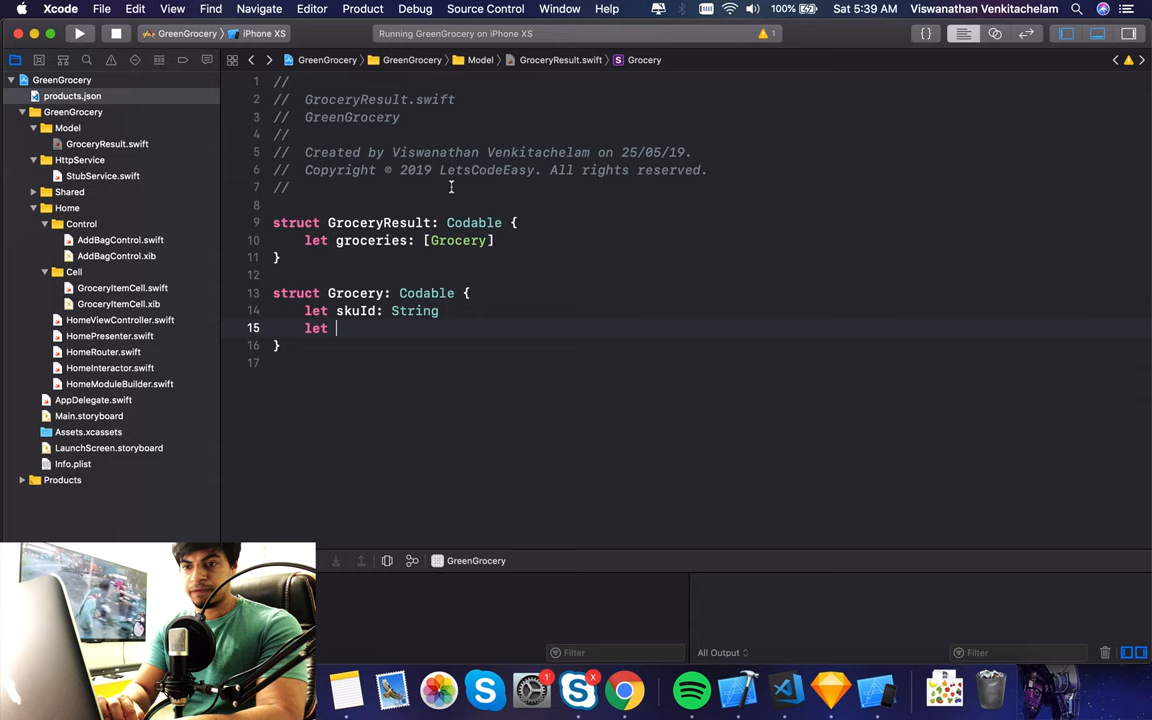 Xcode File Edit View Find Navigate Editor Product Debug Source Control Window Help 100% Sat 5:39 AM Viswanathan Venkitachelam
GreenGrocery iPhone XS Running GreenGrocery on iPhone XS 1
GreenGrocery GreenGrocery Model GroceryResult.swift S Grocery
GreenGrocery
products.json
GreenGrocery
Model
GroceryResult.swift
HttpService
StubService.swift
Shared
Home
Control
AddBagControl.swift
AddBagControl.xib
Cell
GroceryItemCell.swift
GroceryItemCell.xib
HomeViewController.swift
HomePresenter.swift
HomeRouter.swift
HomeInteractor.swift
HomeModuleBuilder.swift
AppDelegate.swift
Main.storyboard
Assets.xcassets
LaunchScreen.storyboard
Info.plist
Products
1 //
2 // GroceryResult.swift
3 // GreenGrocery
4 //
5 // Created by Viswanathan Venkitachelam on 25/05/19.
6 // Copyright © 2019 LetsCodeEasy. All rights reserved.
7 //
8
9 struct GroceryResult: Codable {
10 let groceries: [Grocery]
11 }
12
13 struct Grocery: Codable {
14 let skuId: String
15 let
16 }
17
GreenGrocery
Filter All Output Filter
1 X